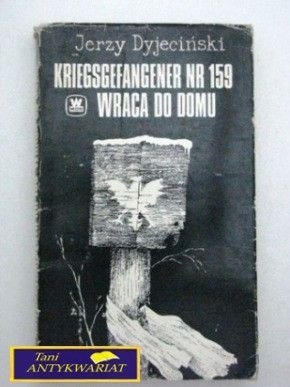 Jerzy Dyjeciński
KRIEGSGEFANGENER NR 159
WRACA DO DOMU
Tani
ANTYKWARIAT